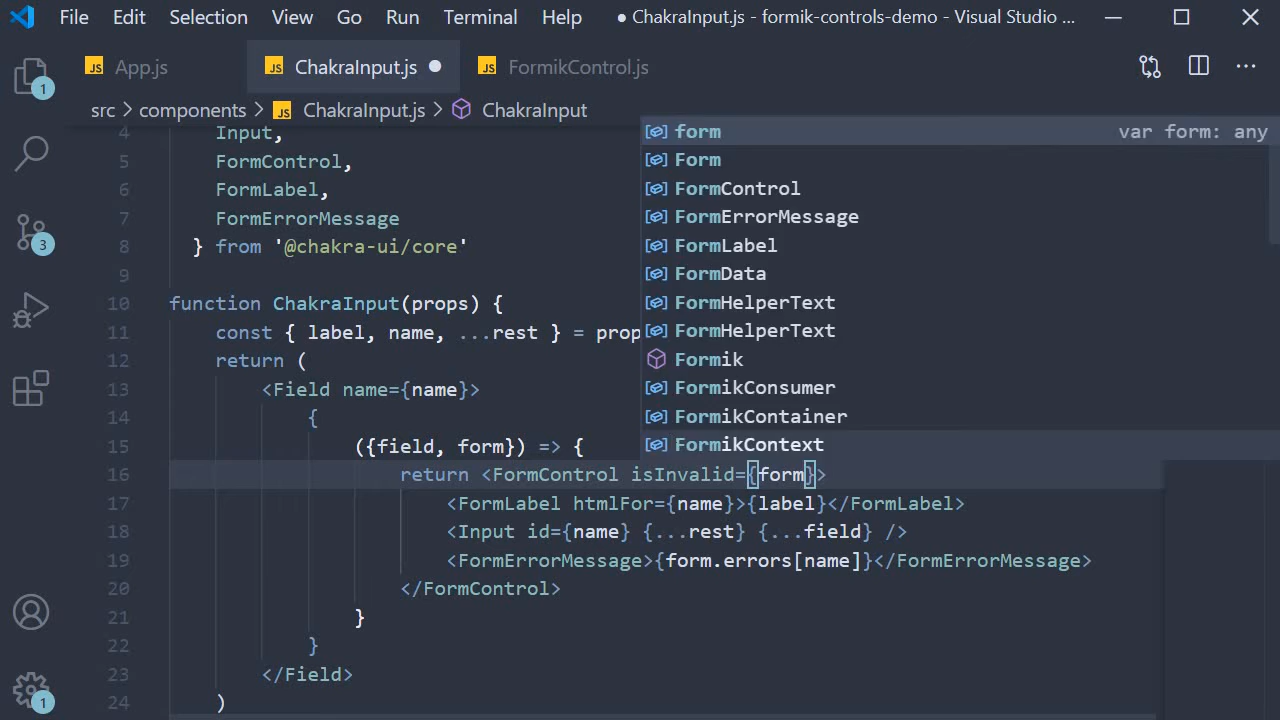 File Edit Selection View Go Run Terminal Help ● ChakraInput.js - formik-controls-demo - Visual Studio ...
JS App.js JS ChakraInput.js ● JS FormikControl.js
1
src > components > JS ChakraInput.js > ChakraInput
4 Input,
5 FormControl,
6 FormLabel,
7 FormErrorMessage
8 } from '@chakra-ui/core'
9
10 function ChakraInput(props) {
11 const { label, name, ...rest } = prop
12 return (
13 <Field name={name}>
14 {
15 ({field, form}) => {
16 return <FormControl isInvalid={form}>
17 <FormLabel htmlFor={name}>{label}</FormLabel>
18 <Input id={name} {...rest} {...field} />
19 <FormErrorMessage>{form.errors[name]}</FormErrorMessage>
20 </FormControl>
21 }
22 }
23 </Field>
24 )
form var form: any
Form
FormControl
FormErrorMessage
FormLabel
FormData
FormHelperText
FormHelperText
Formik
FormikConsumer
FormikContainer
FormikContext
3
1